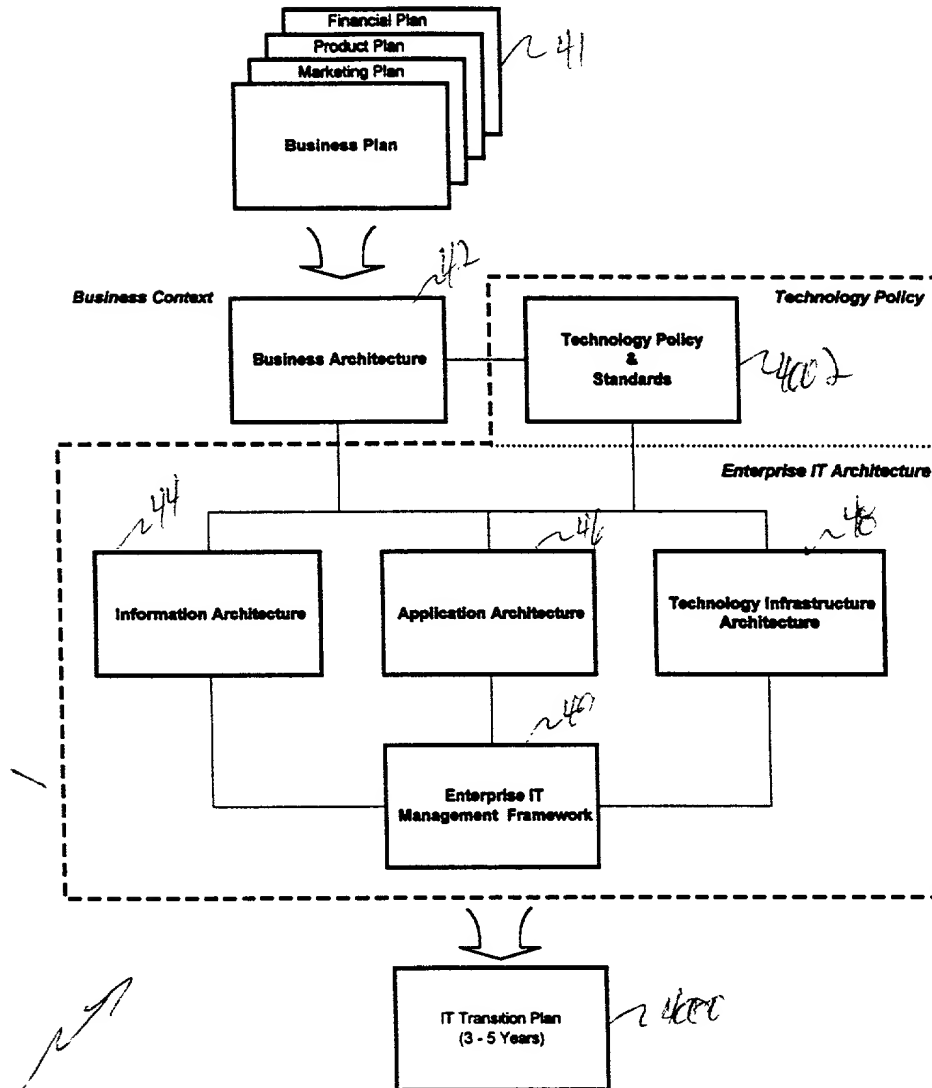 Financial Plan
Product Plan
Marketing Plan
Business Plan
41
42
Business Context
Technology Policy
Business Architecture
Technology Policy
&
Standards
4002
Enterprise IT Architecture
44
46
48
Information Architecture
Application Architecture
Technology Infrastructure
Architecture
Enterprise IT
Management Framework
IT Transition Plan
(3 - 5 Years)